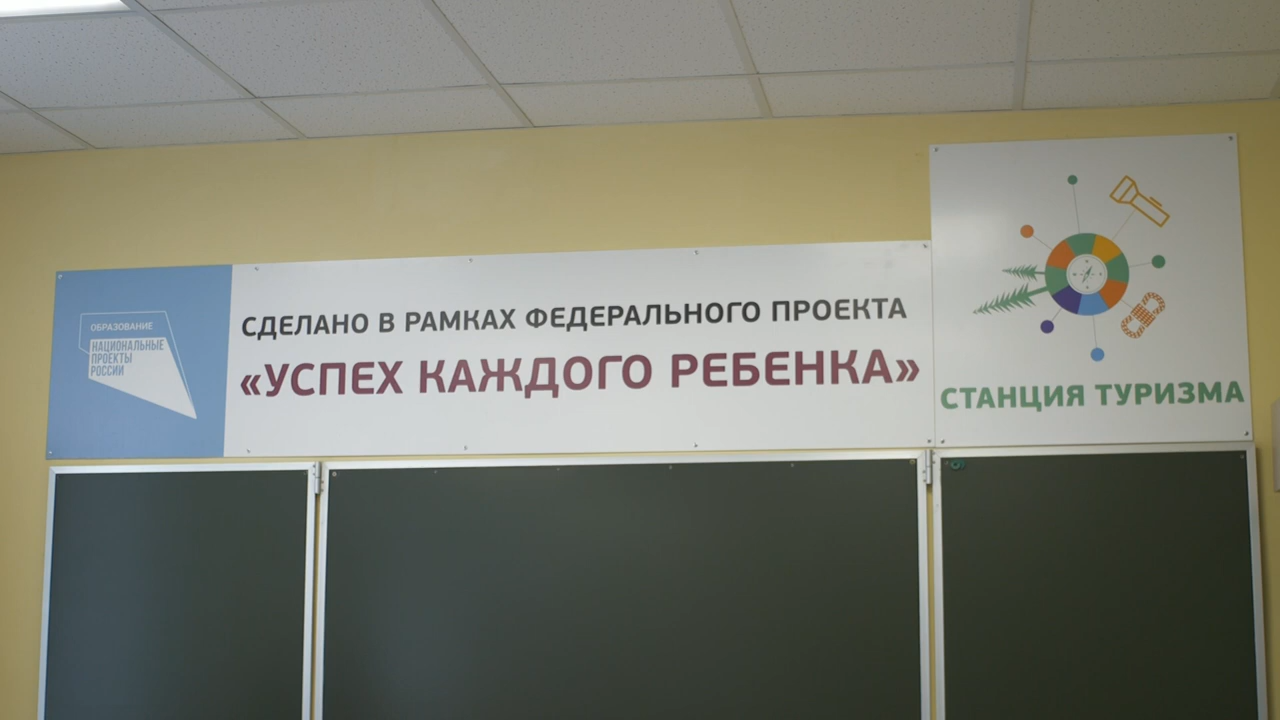 ОБРАЗОВАНИЕ
НАЦИОНАЛЬНЫЕ
ПРОЕКТЫ
РОССИИ
СДЕЛАНО В РАМКАХ ФЕДЕРАЛЬНОГО ПРОЕКТА
«УСПЕХ КАЖДОГО РЕБЕНКА»
СТАНЦИЯ ТУРИЗМА